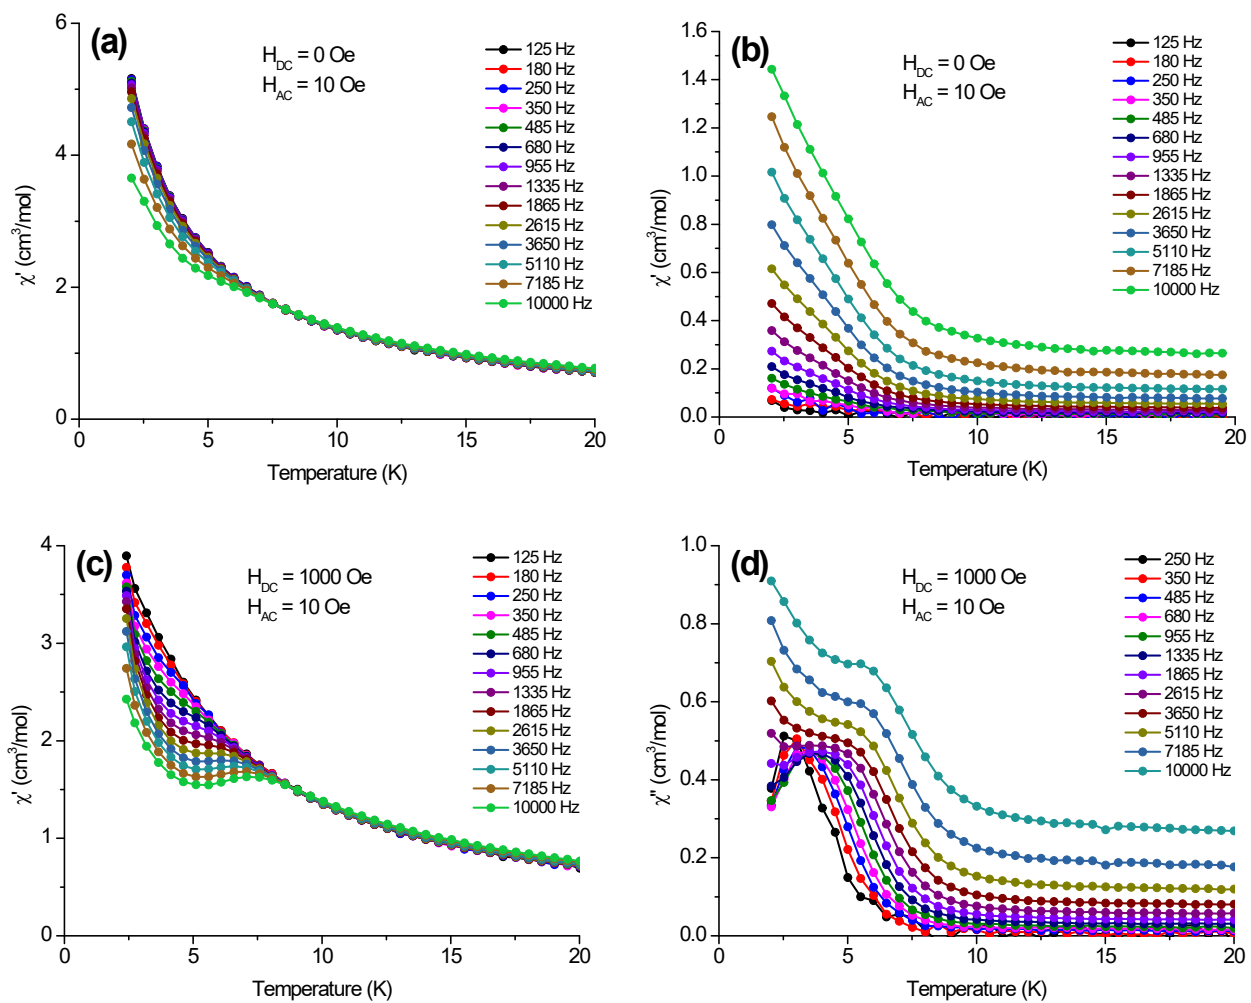 (a)
H_DC = 0 Oe
H_AC = 10 Oe
125 Hz
180 Hz
250 Hz
350 Hz
485 Hz
680 Hz
955 Hz
1335 Hz
1865 Hz
2615 Hz
3650 Hz
5110 Hz
7185 Hz
10000 Hz
χ' (cm³/mol)
6
4
2
0
0
5
10
15
20
Temperature (K)
(b)
H_DC = 0 Oe
H_AC = 10 Oe
125 Hz
180 Hz
250 Hz
350 Hz
485 Hz
680 Hz
955 Hz
1335 Hz
1865 Hz
2615 Hz
3650 Hz
5110 Hz
7185 Hz
10000 Hz
χ' (cm³/mol)
1.6
1.4
1.2
1.0
0.8
0.6
0.4
0.2
0.0
0
5
10
15
20
Temperature (K)
(c)
H_DC = 1000 Oe
H_AC = 10 Oe
125 Hz
180 Hz
250 Hz
350 Hz
485 Hz
680 Hz
955 Hz
1335 Hz
1865 Hz
2615 Hz
3650 Hz
5110 Hz
7185 Hz
10000 Hz
χ' (cm³/mol)
4
3
2
1
0
0
5
10
15
20
Temperature (K)
(d)
H_DC = 1000 Oe
H_AC = 10 Oe
250 Hz
350 Hz
485 Hz
680 Hz
955 Hz
1335 Hz
1865 Hz
2615 Hz
3650 Hz
5110 Hz
7185 Hz
10000 Hz
χ" (cm³/mol)
1.0
0.8
0.6
0.4
0.2
0.0
0
5
10
15
20
Temperature (K)